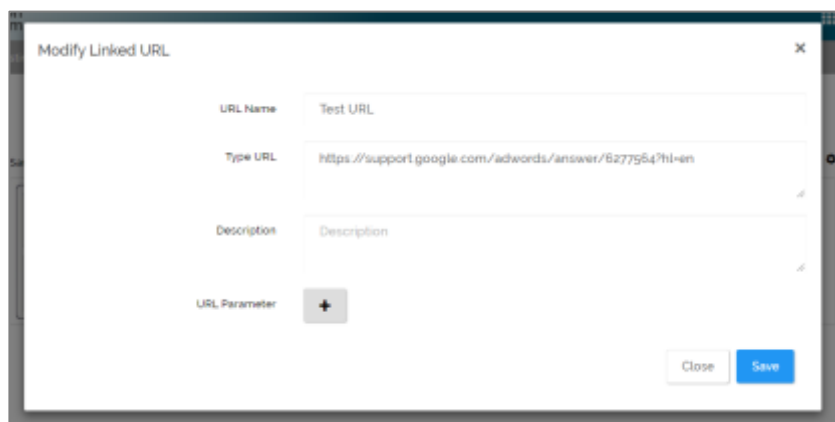 Modify Linked URL
×
URL Name
Test URL
Type URL
https://support.google.com/adwords/answer/6277564?hl=en
Description
Description
URL Parameter
+
Close
Save